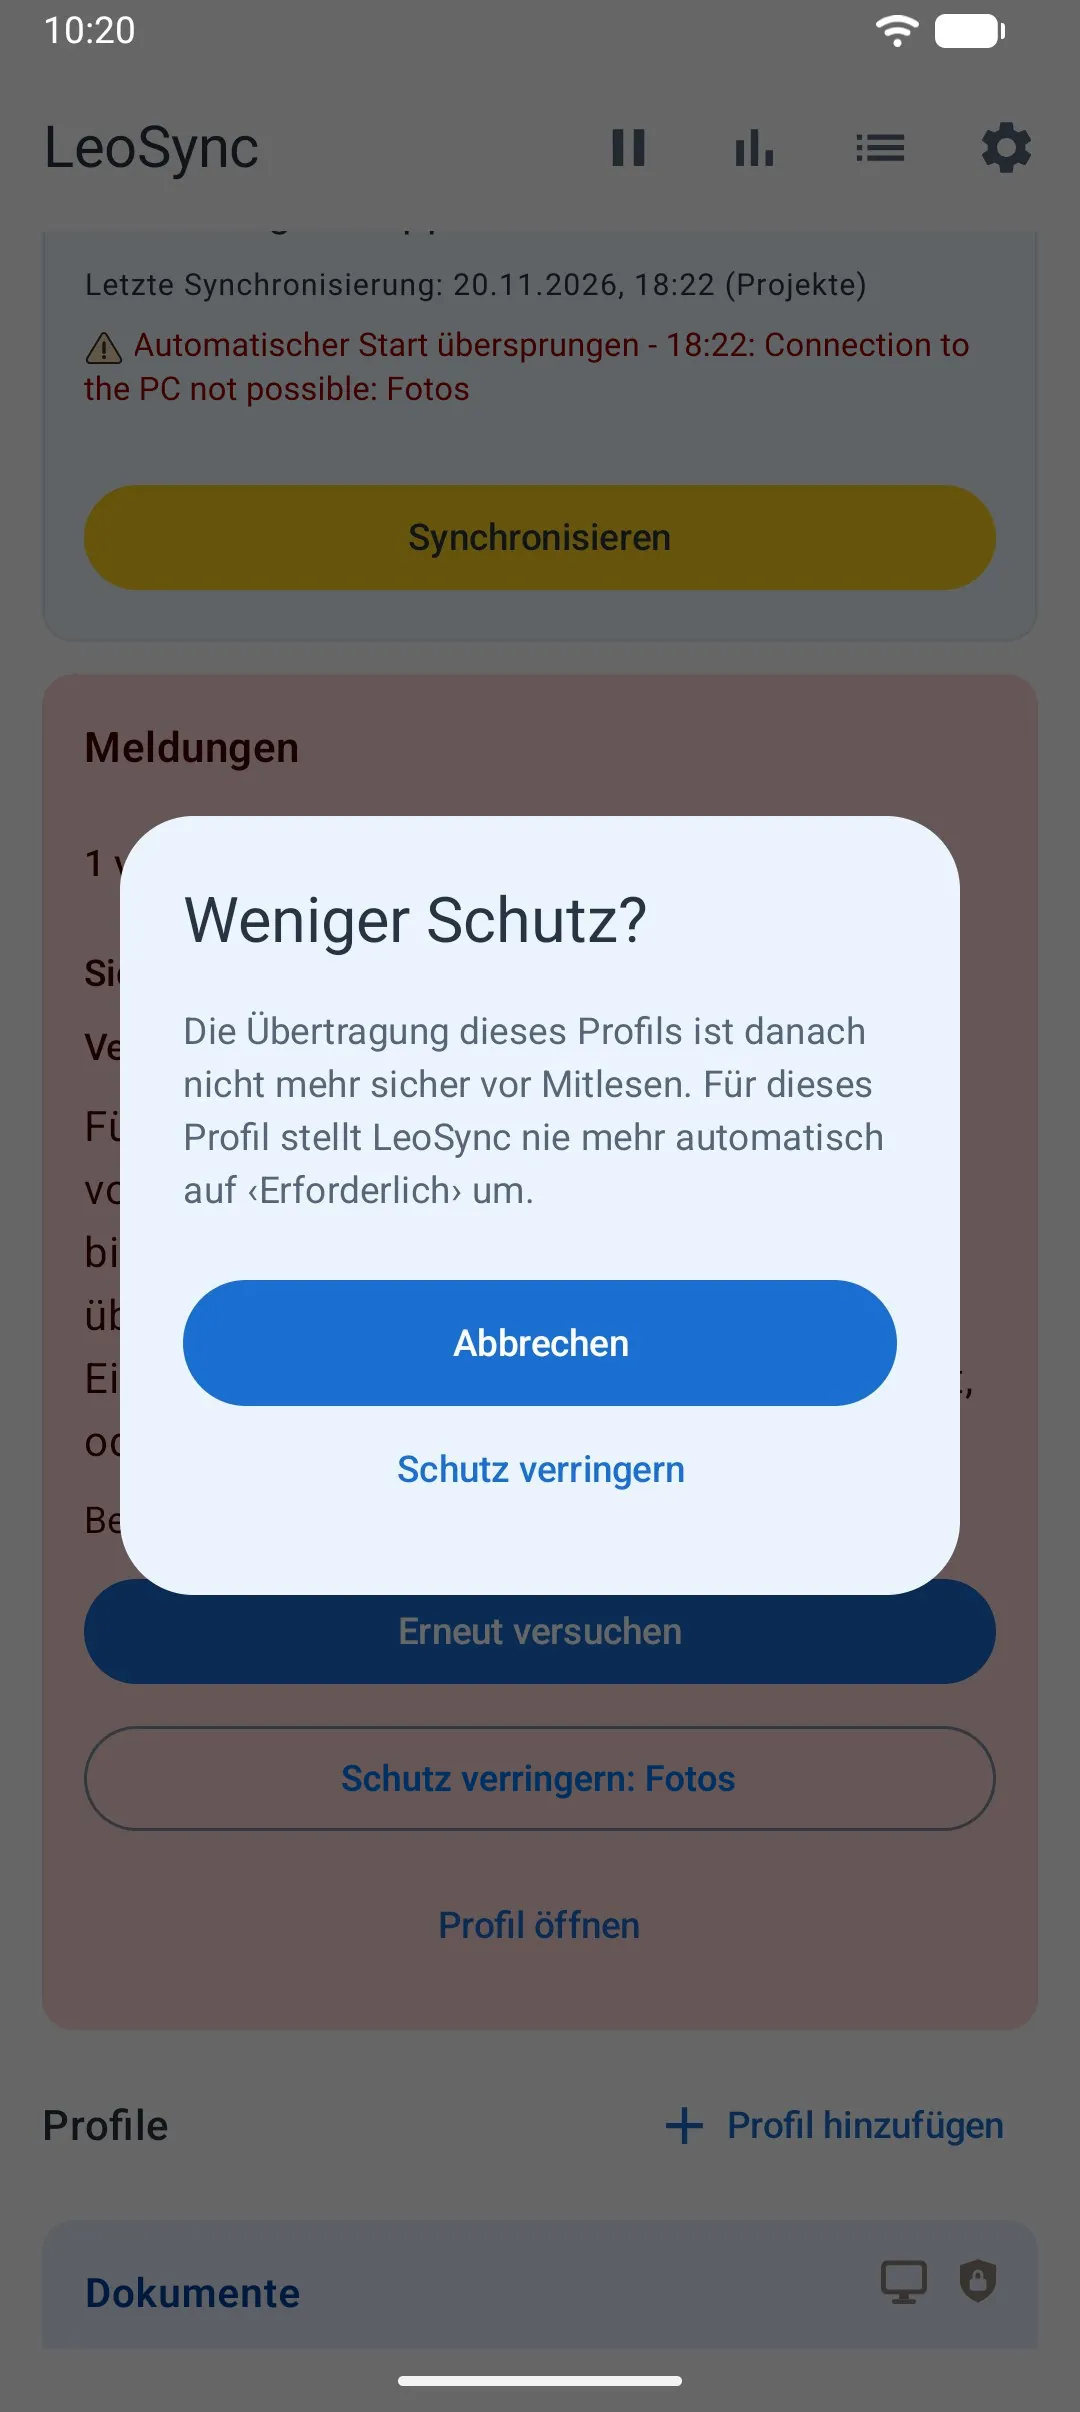 10:20
LeoSync
Letzte Synchronisierung: 20.11.2026, 18:22 (Projekte)
Automatischer Start übersprungen - 18:22: Connection to
the PC not possible: Fotos
Synchronisieren
Meldungen
1
Weniger Schutz?
Die Übertragung dieses Profils ist danach
nicht mehr sicher vor Mitlesen. Für dieses
Profil stellt LeoSync nie mehr automatisch
auf ‹Erforderlich› um.
Abbrechen
Schutz verringern
Erneut versuchen
Schutz verringern: Fotos
Profil öffnen
Profile
Profil hinzufügen
Dokumente